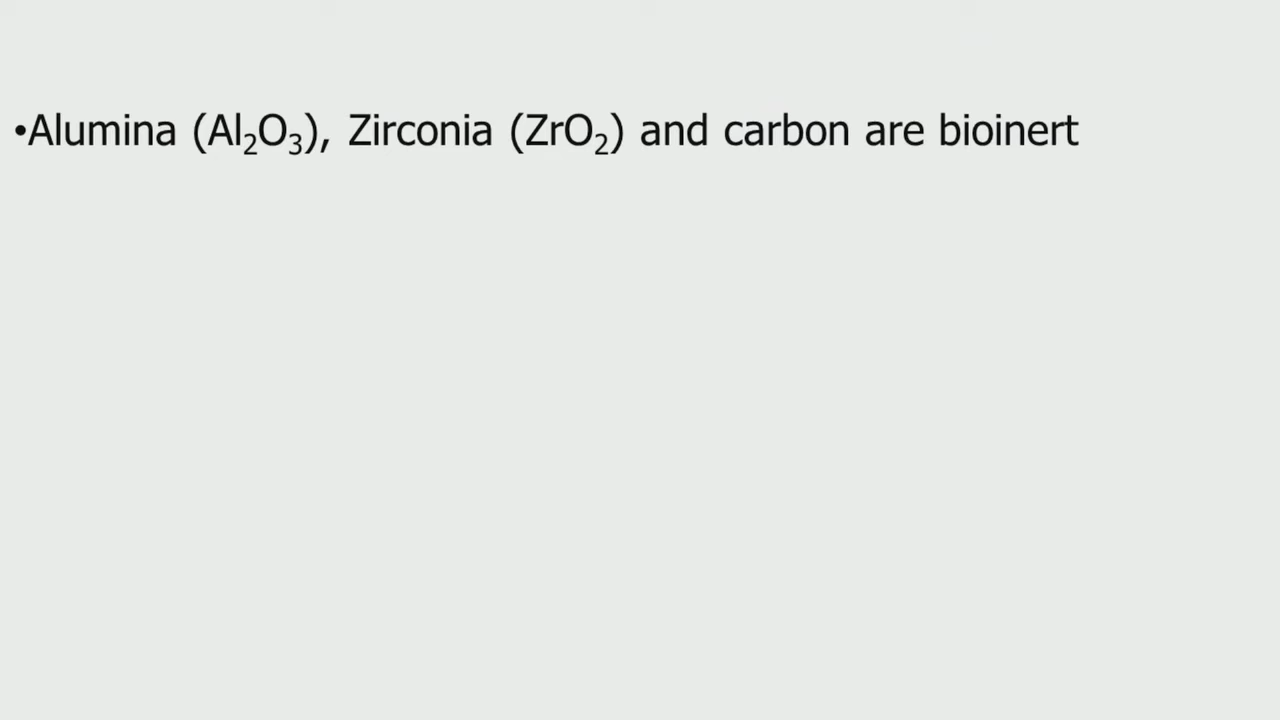 •Alumina (Al₂O₃), Zirconia (ZrO₂) and carbon are bioinert